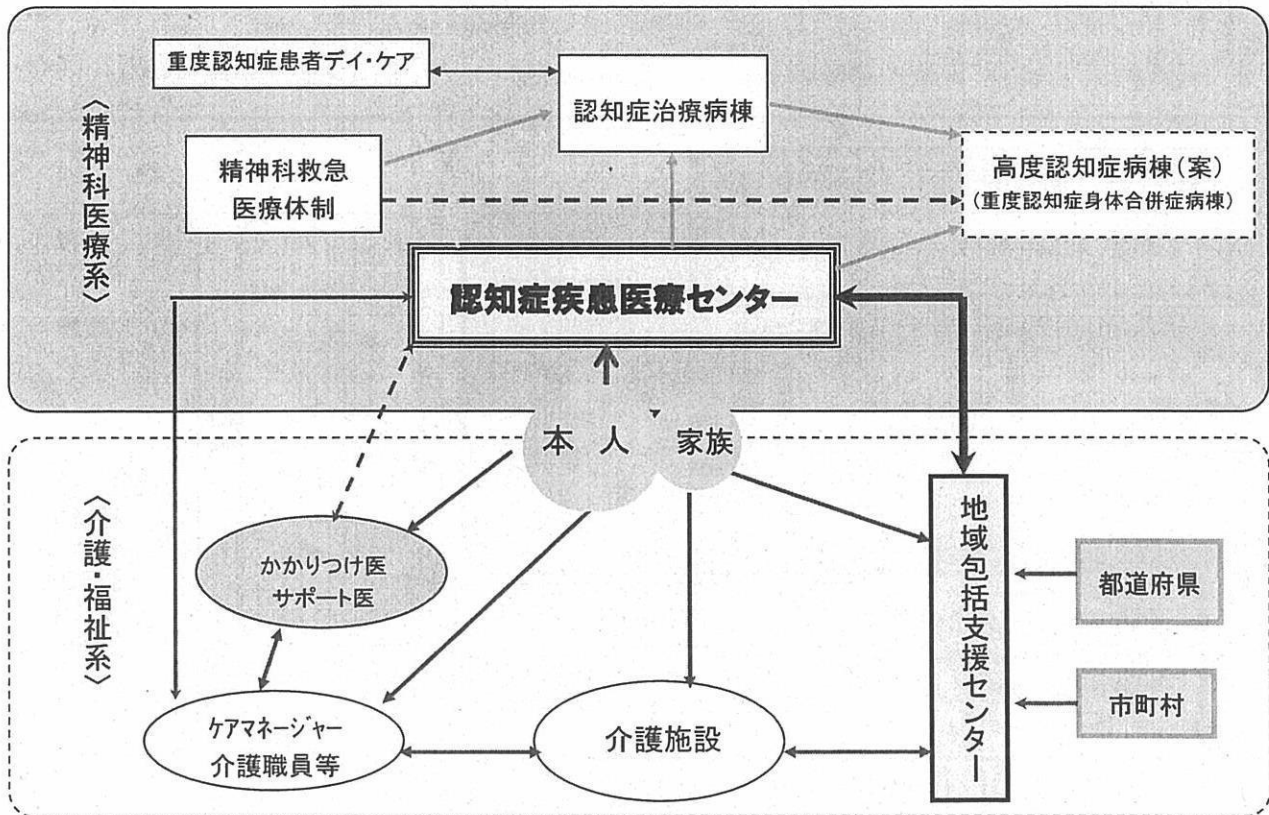 〈精神科医療系〉
重度認知症患者デイ・ケア
認知症治療病棟
精神科救急
医療体制
高度認知症病棟(案)
(重度認知症身体合併症病棟)
認知症疾患医療センター
本 人
家族
〈介護・福祉系〉
かかりつけ医
サポート医
ケアマネージャー
介護職員等
介護施設
地域包括支援センター
都道府県
市町村